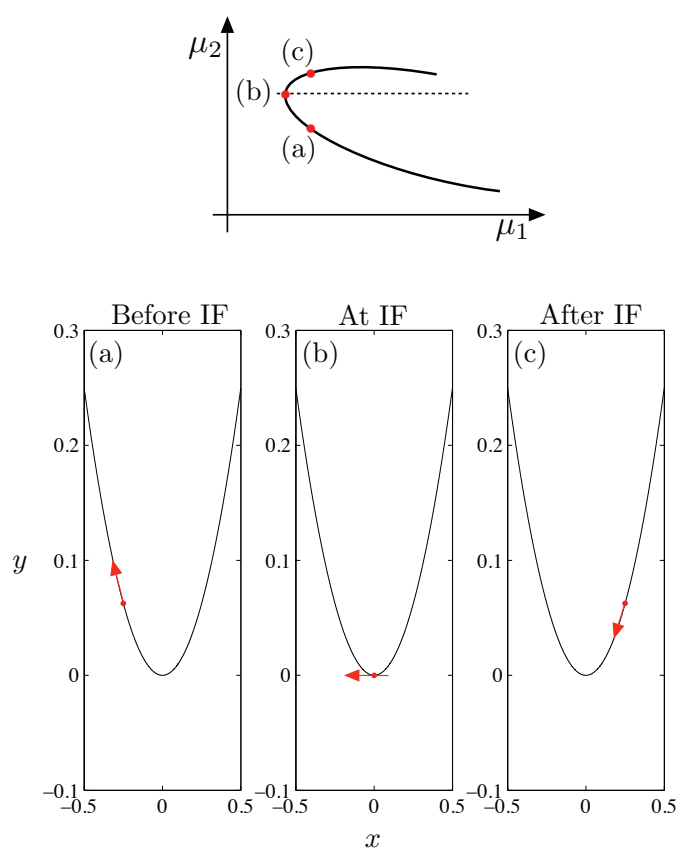 μ2
(c)
(b)
(a)
μ1
Before IF At IF After IF
0.3 0.3 0.3
(a) (b) (c)
0.2 0.2 0.2
0.1 0.1 0.1
y
0 0 0
−0.1 −0.1 −0.1
−0.5 0 0.5 −0.5 0 0.5 −0.5 0 0.5
x